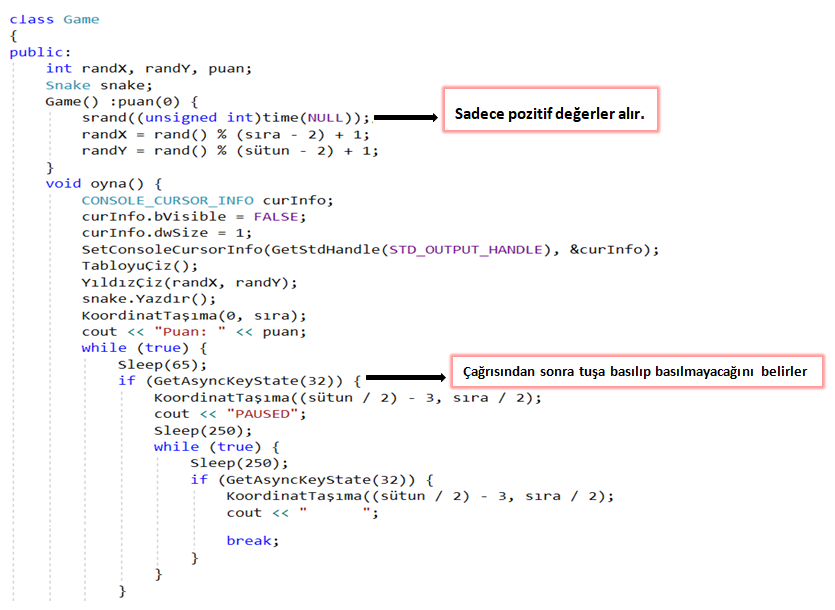 class Game
{
public:
int randX, randY, puan;
Snake snake;
Game() :puan(0) {
srand((unsigned int)time(NULL));
Sadece pozitif değerler alır.
randX = rand() % (sıra - 2) + 1;
randY = rand() % (sütun - 2) + 1;
}
void oyna() {
CONSOLE_CURSOR_INFO curInfo;
curInfo.bVisible = FALSE;
curInfo.dwSize = 1;
SetConsoleCursorInfo(GetStdHandle(STD_OUTPUT_HANDLE), &curInfo);
TabloyuÇiz();
YıldızÇiz(randX, randY);
snake.Yazdır();
KoordinatTaşıma(0, sıra);
cout << "Puan: " << puan;
while (true) {
Sleep(65);
if (GetAsyncKeyState(32)) {
Çağrısından sonra tuşa basılıp basılmayacağını belirler
KoordinatTaşıma((sütun / 2) - 3, sıra / 2);
cout << "PAUSED";
Sleep(250);
while (true) {
Sleep(250);
if (GetAsyncKeyState(32)) {
KoordinatTaşıma((sütun / 2) - 3, sıra / 2);
cout << "      ";
break;
}
}
}